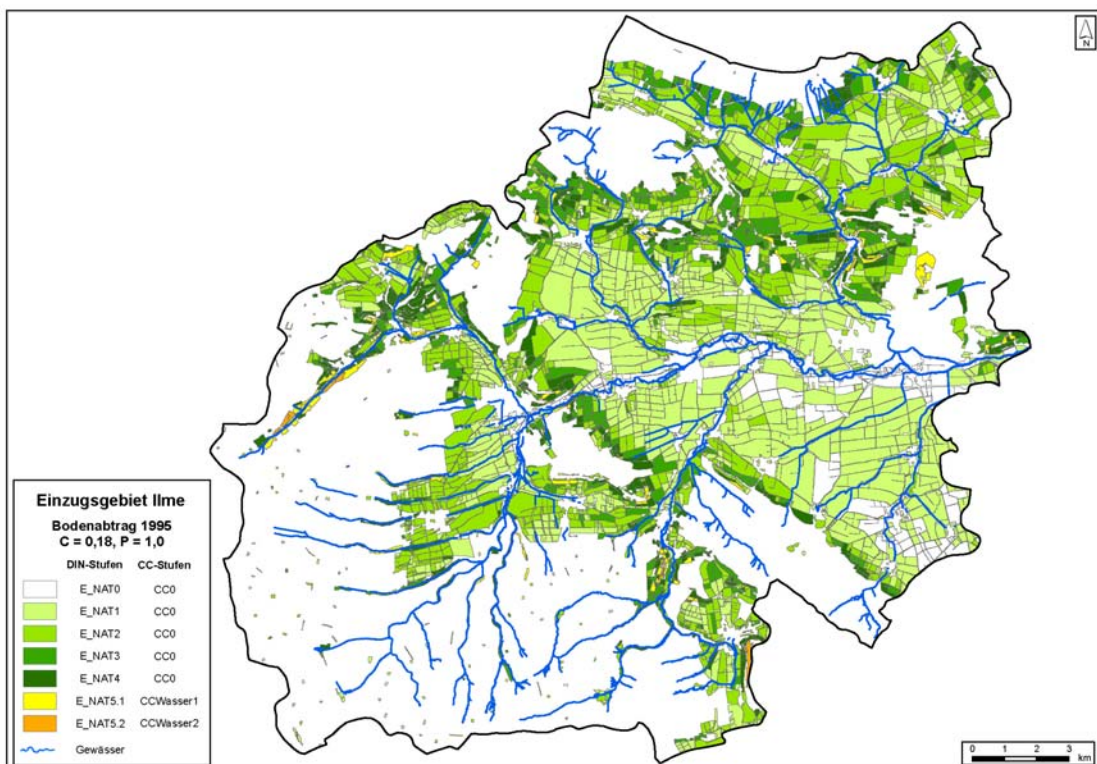 N
Einzugsgebiet Ilme
Bodenabtrag 1995
C = 0,18, P = 1,0
DIN-Stufen CC-Stufen
E_NAT0 CC0
E_NAT1 CC0
E_NAT2 CC0
E_NAT3 CC0
E_NAT4 CC0
E_NAT5.1 CCWasser1
E_NAT5.2 CCWasser2
Gewässer
0 1 2 3
km